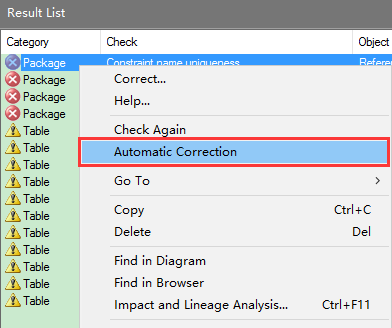 Result List
Category Check Object
Package Constraint name uniqueness Refere
Package Correct...
Package Help...
Package
Table Check Again
Table Automatic Correction
Table
Table Go To
Table
Table Copy Ctrl+C
Table Delete Del
Table
Table Find in Diagram
Table Find in Browser
Table Impact and Lineage Analysis... Ctrl+F11